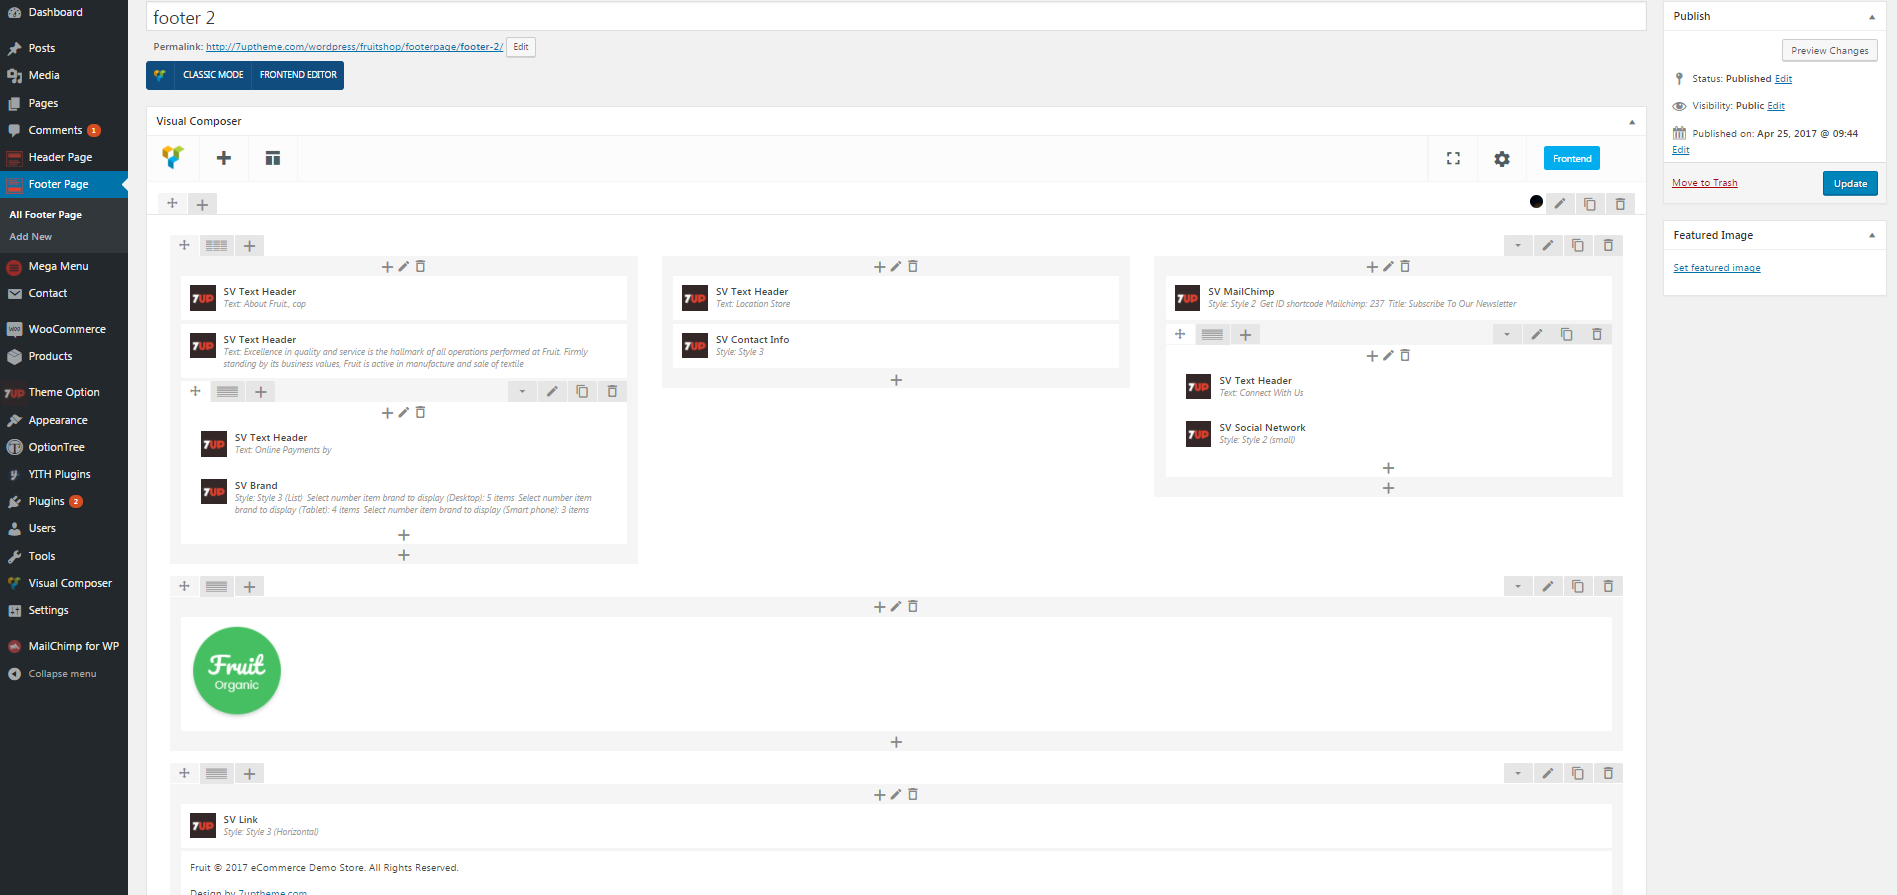 Dashboard
Posts
Media
Pages
Comments 1
Header Page
Footer Page
All Footer Page
Add New
Mega Menu
Contact
WooCommerce
Products
Theme Option
Appearance
OptionTree
YITH Plugins
Plugins 2
Users
Tools
Visual Composer
Settings
MailChimp for WP
Collapse menu
footer 2
Permalink: http://7uptheme.com/wordpress/fruitshop/footerpage/footer-2/ Edit
CLASSIC MODE FRONTEND EDITOR
Visual Composer
Frontend
7UP SV Text Header
Text: About Fruit., cop
7UP SV Text Header
Text: Excellence in quality and service is the hallmark of all operations performed at Fruit. Firmly
standing by its business values, Fruit is active in manufacture and sale of textile
7UP SV Text Header
Text: Online Payments by
7UP SV Brand
Style: Style 3 (List) Select number item brand to display (Desktop): 5 items Select number item
brand to display (Tablet): 4 items Select number item brand to display (Smart phone): 3 items
7UP SV Text Header
Text: Location Store
7UP SV Contact Info
Style: Style 3
7UP SV MailChimp
Style: Style 2 Get ID shortcode Mailchimp: 237 Title: Subscribe To Our Newsletter
7UP SV Text Header
Text: Connect With Us
7UP SV Social Network
Style: Style 2 (small)
Fruit
Organic
7UP SV Link
Style: Style 3 (Horizontal)
Fruit © 2017 eCommerce Demo Store. All Rights Reserved.
Design by 7uptheme.com
Publish
Preview Changes
Status: Published Edit
Visibility: Public Edit
Published on: Apr 25, 2017 @ 09:44
Edit
Move to Trash Update
Featured Image
Set featured image